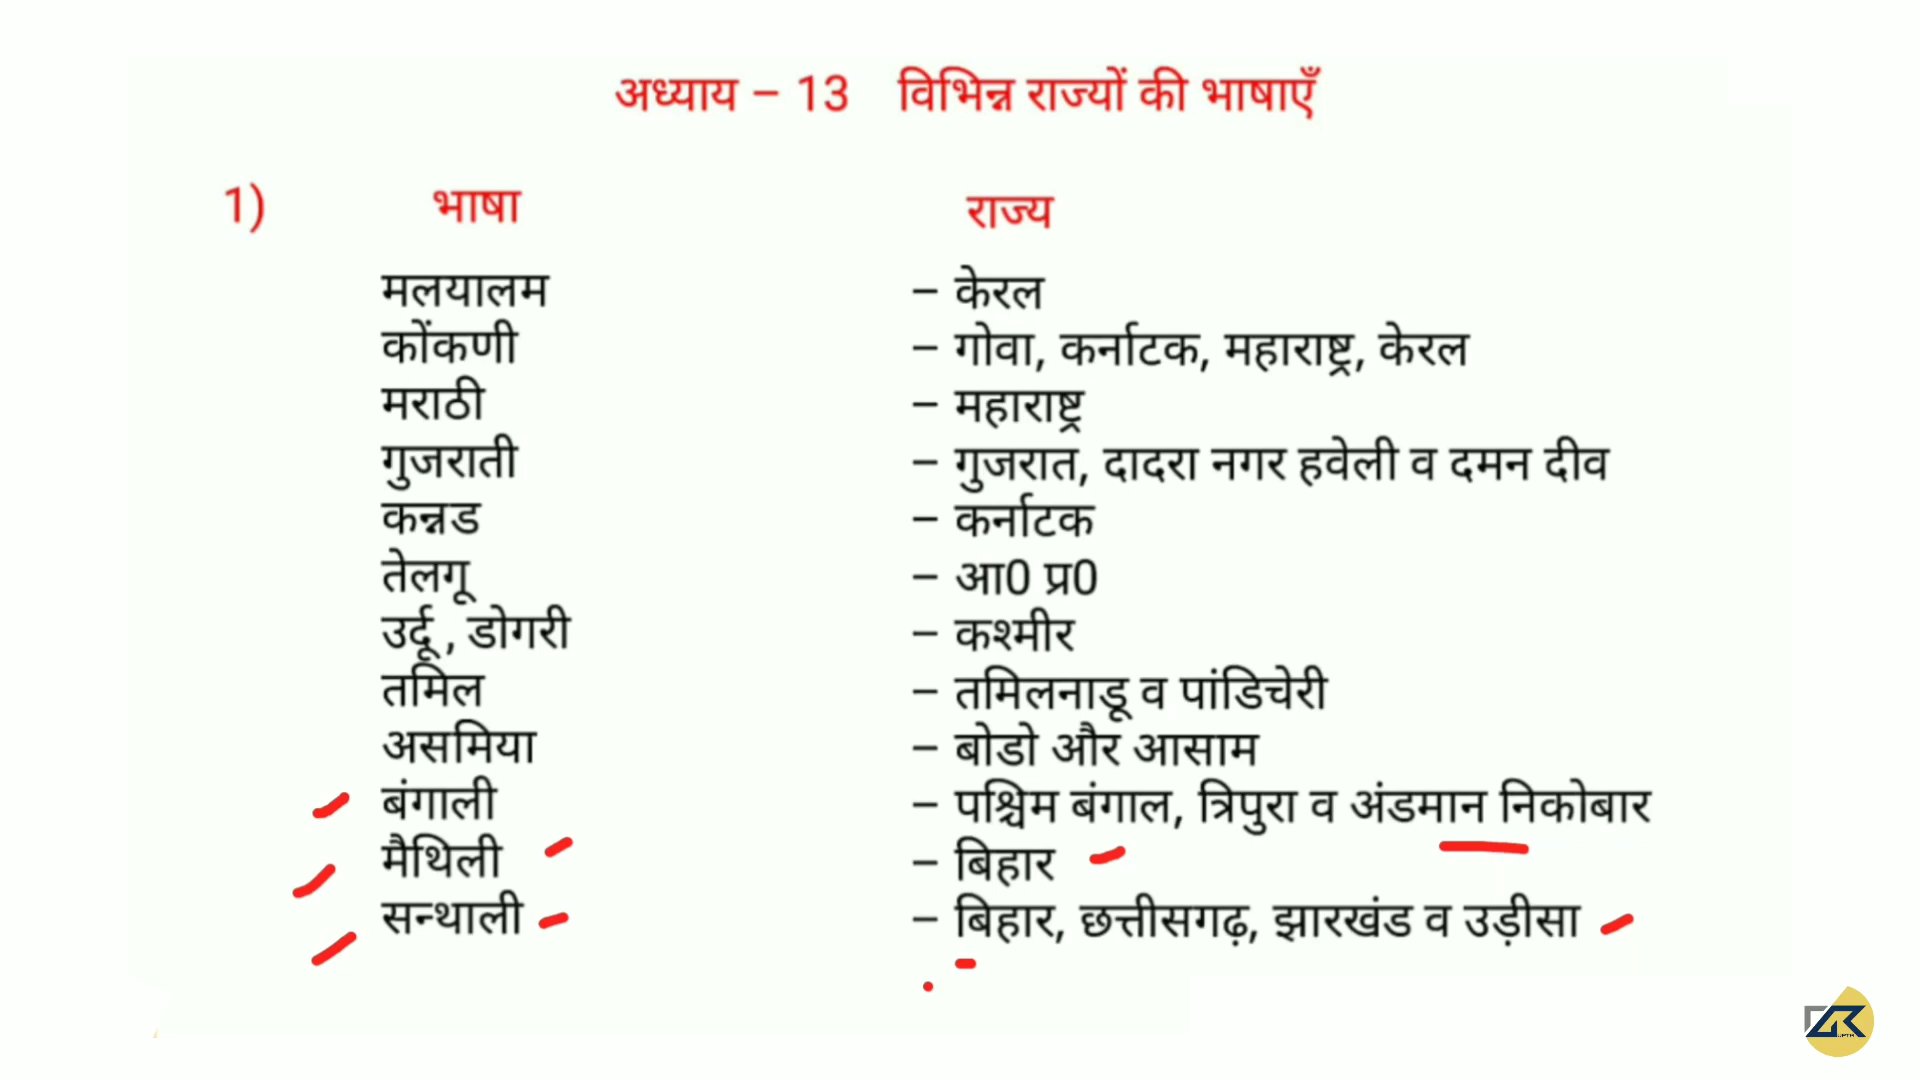 अध्याय – 13 विभिन्न राज्यों की भाषाएँ
1) भाषा राज्य
मलयालम – केरल
कोंकणी – गोवा, कर्नाटक, महाराष्ट्र, केरल
मराठी – महाराष्ट्र
गुजराती – गुजरात, दादरा नगर हवेली व दमन दीव
कन्नड – कर्नाटक
तेलगू – आ0 प्र0
उर्दू , डोगरी – कश्मीर
तमिल – तमिलनाडू व पांडिचेरी
असमिया – बोडो और आसाम
बंगाली – पश्चिम बंगाल, त्रिपुरा व अंडमान निकोबार
मैथिली – बिहार
सन्थाली – बिहार, छत्तीसगढ़, झारखंड व उड़ीसा